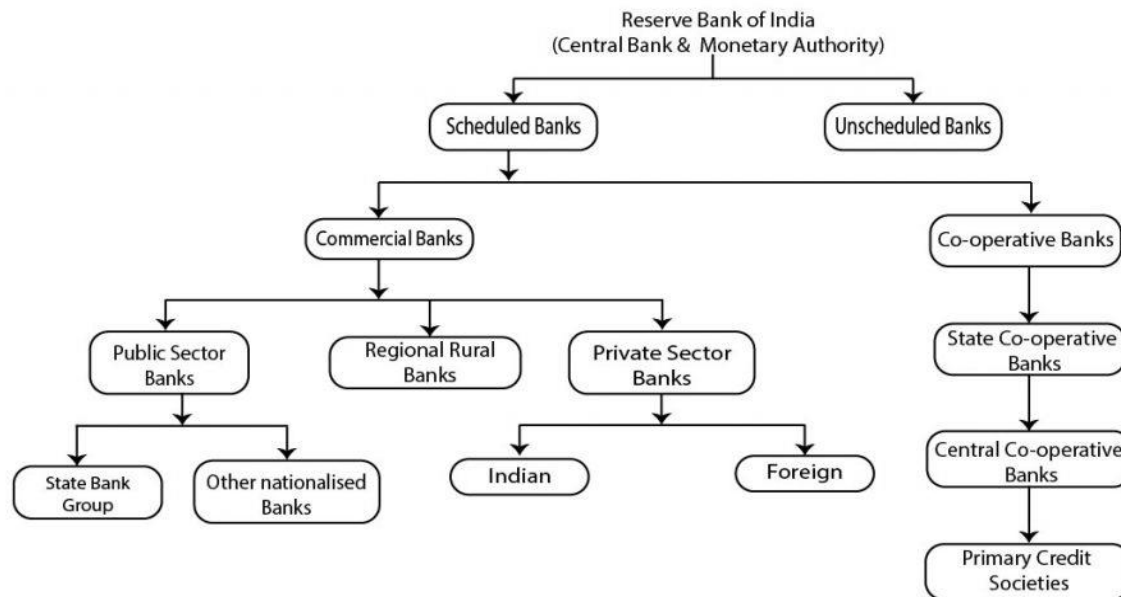 Reserve Bank of India
(Central Bank & Monetary Authority)
Scheduled Banks
Unscheduled Banks
Commercial Banks
Co-operative Banks
Public Sector
Banks
Regional Rural
Banks
Private Sector
Banks
State Co-operative
Banks
State Bank
Group
Other nationalised
Banks
Indian
Foreign
Central Co-operative
Banks
Primary Credit
Societies